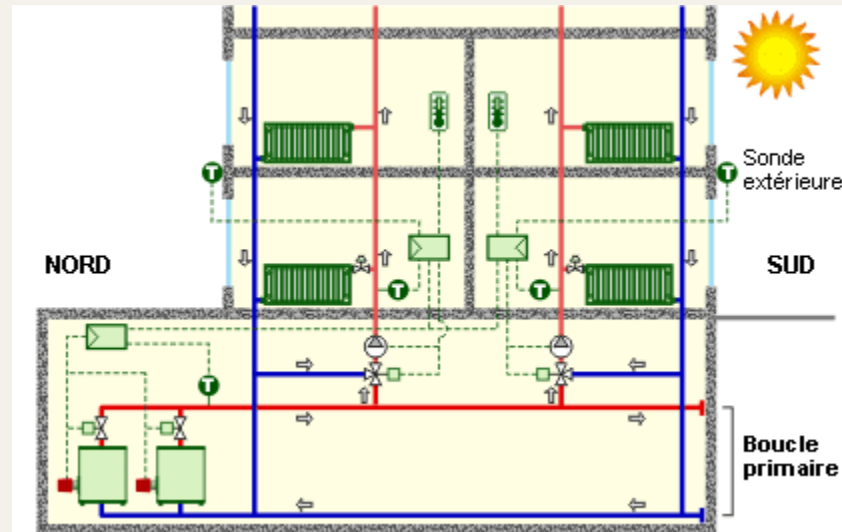 Sonde
extérieure
NORD
SUD
T
T
T
T
T
Boucle
primaire